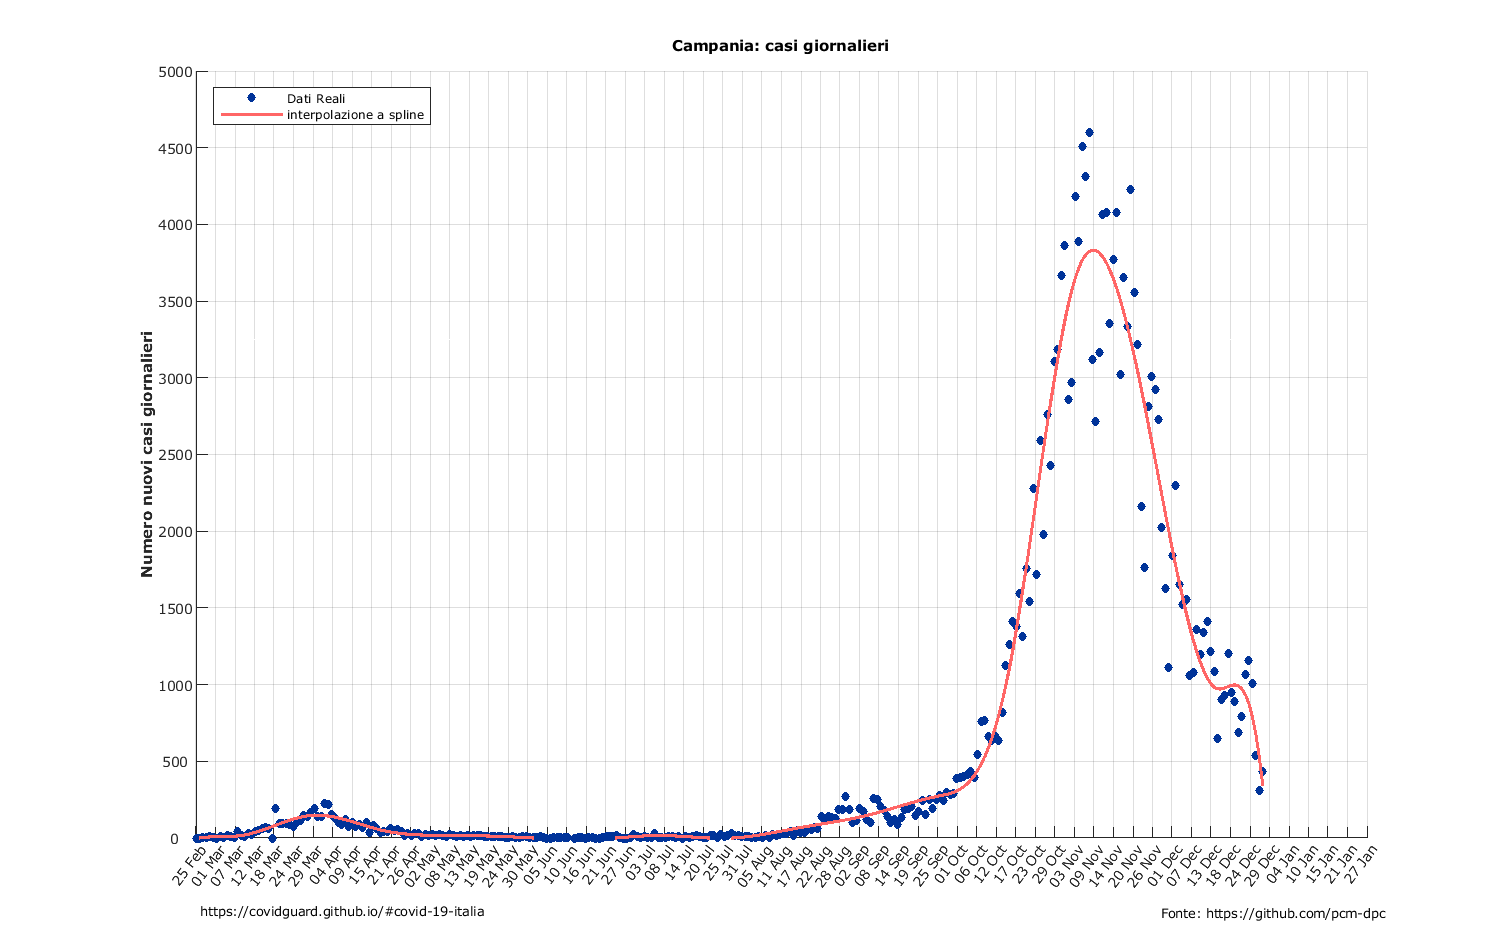 Campania: casi giornalieri
Dati Reali
interpolazione a spline
Numero nuovi casi giornalieri
5000
4500
4000
3500
3000
2500
2000
1500
1000
500
0
25 Feb
01 Mar
07 Mar
12 Mar
18 Mar
24 Mar
29 Mar
04 Apr
09 Apr
15 Apr
21 Apr
26 Apr
02 May
08 May
13 May
19 May
24 May
30 May
05 Jun
10 Jun
16 Jun
21 Jun
27 Jun
03 Jul
08 Jul
14 Jul
20 Jul
25 Jul
31 Jul
05 Aug
11 Aug
17 Aug
22 Aug
28 Aug
02 Sep
08 Sep
14 Sep
19 Sep
25 Oct
01 Oct
06 Oct
12 Oct
17 Oct
23 Oct
29 Oct
03 Nov
09 Nov
14 Nov
20 Nov
26 Nov
01 Dec
07 Dec
13 Dec
18 Dec
24 Dec
29 Dec
04 Jan
10 Jan
15 Jan
21 Jan
27 Jan
https://covidguard.github.io/#covid-19-italia
Fonte: https://github.com/pcm-dpc